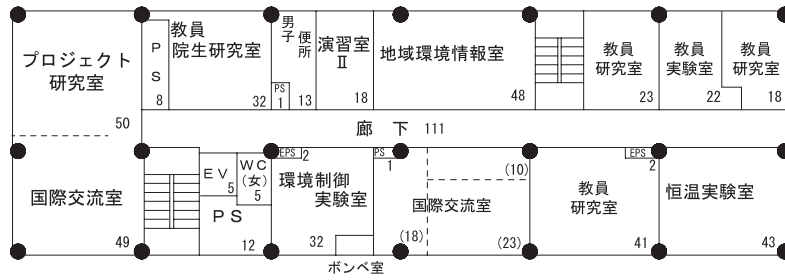 プロジェクト
研究室
50
P
S
8
教員
院生研究室
32
男
子
便
所
PS
1
13
演習室
Ⅱ
18
地域環境情報室
48
教員
研究室
23
教員
実験室
22
教員
研究室
18
廊下 111
国際交流室
49
EV
5
WC
(女)
5
PS
12
EPS
2
環境制御
実験室
32
ボンベ室
PS
1
(10)
国際交流室
(18)
(23)
EPS
2
教員
研究室
41
恒温実験室
43